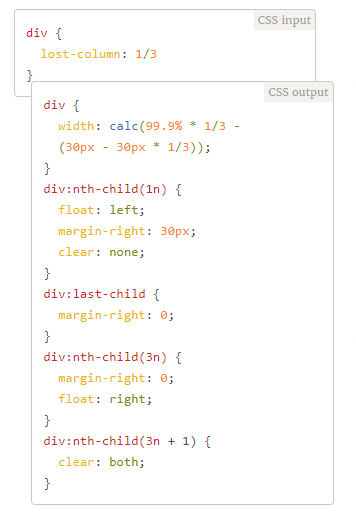 CSS input
div {
  lost-column: 1/3
}
CSS output
div {
  width: calc(99.9% * 1/3 -
  (30px - 30px * 1/3));
}
div:nth-child(1n) {
  float: left;
  margin-right: 30px;
  clear: none;
}
div:last-child {
  margin-right: 0;
}
div:nth-child(3n) {
  margin-right: 0;
  float: right;
}
div:nth-child(3n + 1) {
  clear: both;
}